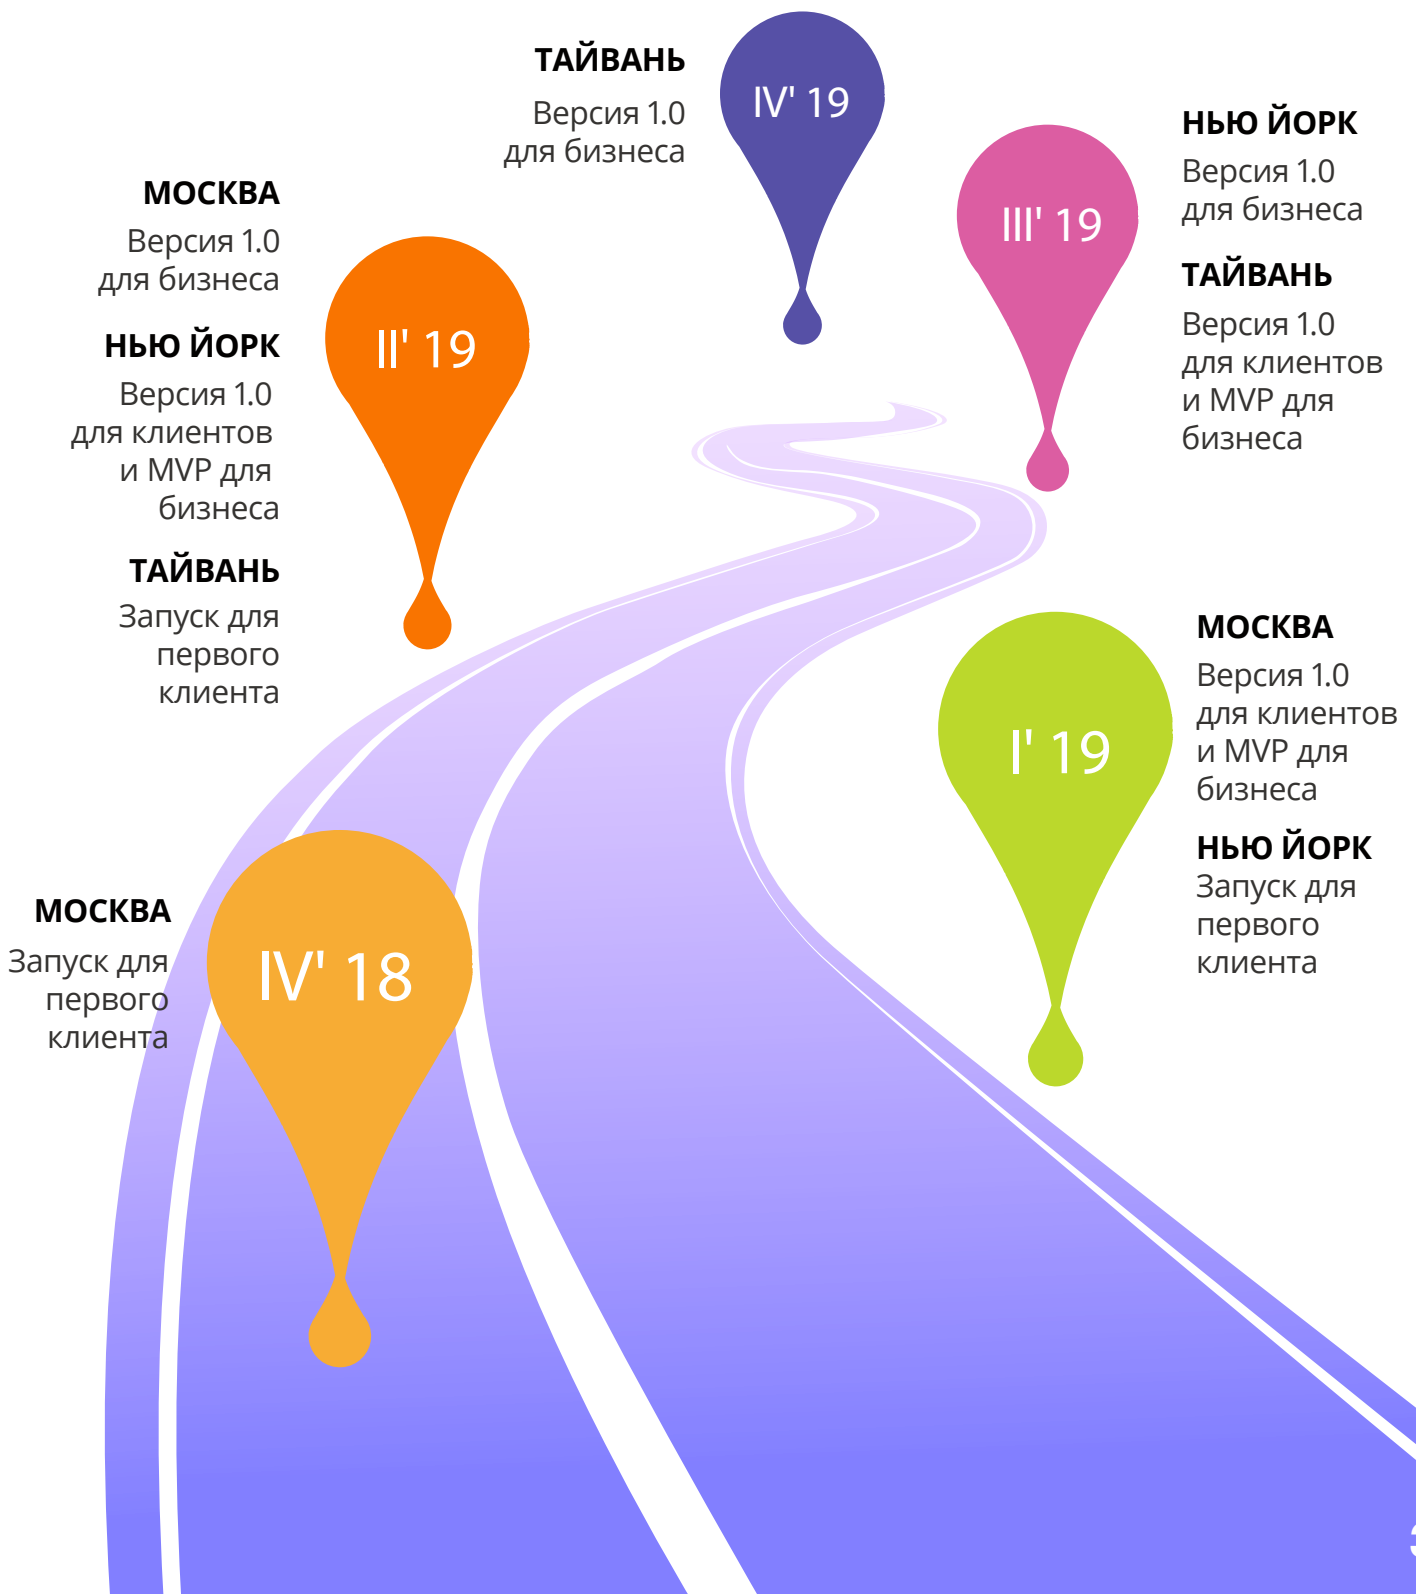 ТАЙВАНЬ
Версия 1.0
для бизнеса
IV' 19
НЬЮ ЙОРК
Версия 1.0
для бизнеса
ТАЙВАНЬ
Версия 1.0
для клиентов
и MVP для
бизнеса
III' 19
МОСКВА
Версия 1.0
для бизнеса
НЬЮ ЙОРК
Версия 1.0
для клиентов
и MVP для
бизнеса
ТАЙВАНЬ
Запуск для
первого
клиента
II' 19
МОСКВА
Версия 1.0
для клиентов
и MVP для
бизнеса
НЬЮ ЙОРК
Запуск для
первого
клиента
I' 19
МОСКВА
Запуск для
первого
клиента
IV' 18